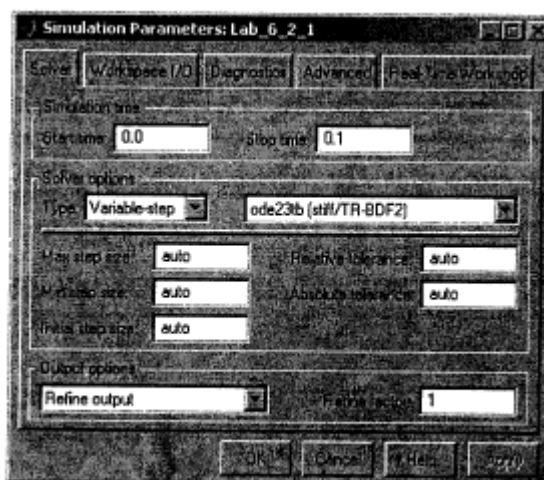 Simulation Parameters: Lab_6_2_1
Solver Workspace I/O Diagnostics Advanced Real-Time Workshop
Simulation time
Start time: 0.0 Stop time: 0.1
Solver options
Type: Variable-step ode23tb (stiff/TR-BDF2)
Max step size: auto Relative tolerance: auto
Min step size: auto Absolute tolerance: auto
Initial step size: auto
Output options
Refine output Refine factor: 1
OK Cancel Help Apply